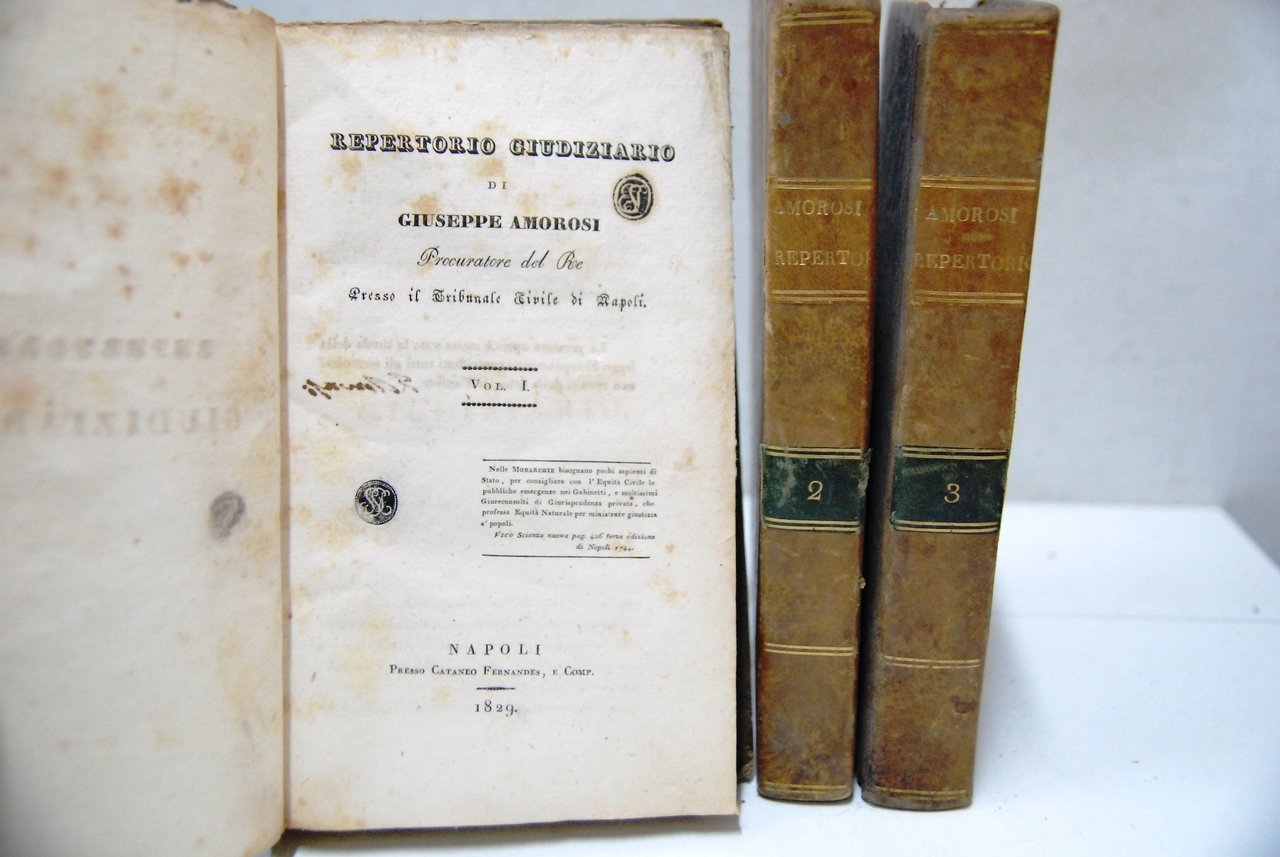 REPERTORIO GIUDIZIARIO
DI
GIUSEPPE AMOROSI
Procuratore del Re
Presso il Tribunale Civile di Napoli.
VOL. I.
Nelle MONARCHIE bisognano pochi sapienti di
Stato, per consigliare con l'Equità Civile le
pubbliche emergenze nei Gabinetti, e moltissimi
Giureconsulti di Giurisprudenza privata, che
professa Equità Naturale per ministrare giustizia
a' popoli.
VICO Scienza nuova pag. 426 terza edizione
di Napoli 1744.
NAPOLI
PRESSO CATANEO FERNANDES, E COMP.
1829.
AMOROSI
REPERTO
2
AMOROSI
REPERTORIO
3